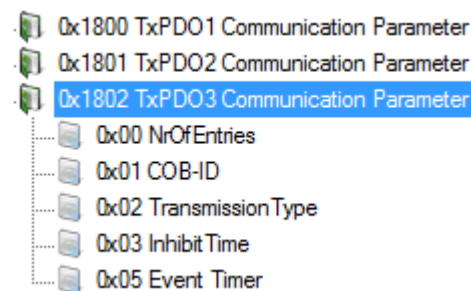 0x1800 TxPDO1 Communication Parameter
0x1801 TxPDO2 Communication Parameter
0x1802 TxPDO3 Communication Parameter
0x00 NrOfEntries
0x01 COB-ID
0x02 TransmissionType
0x03 InhibitTime
0x05 Event Timer